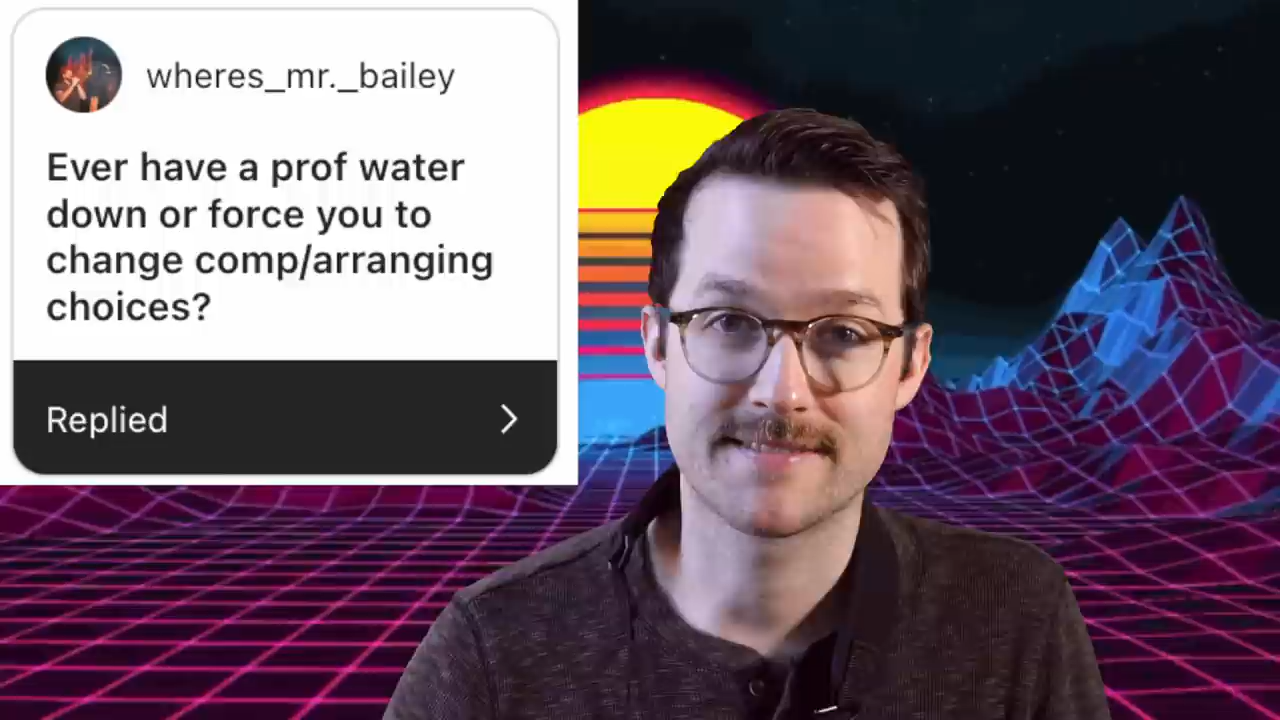 wheres_mr._bailey
Ever have a prof water
down or force you to
change comp/arranging
choices?
Replied